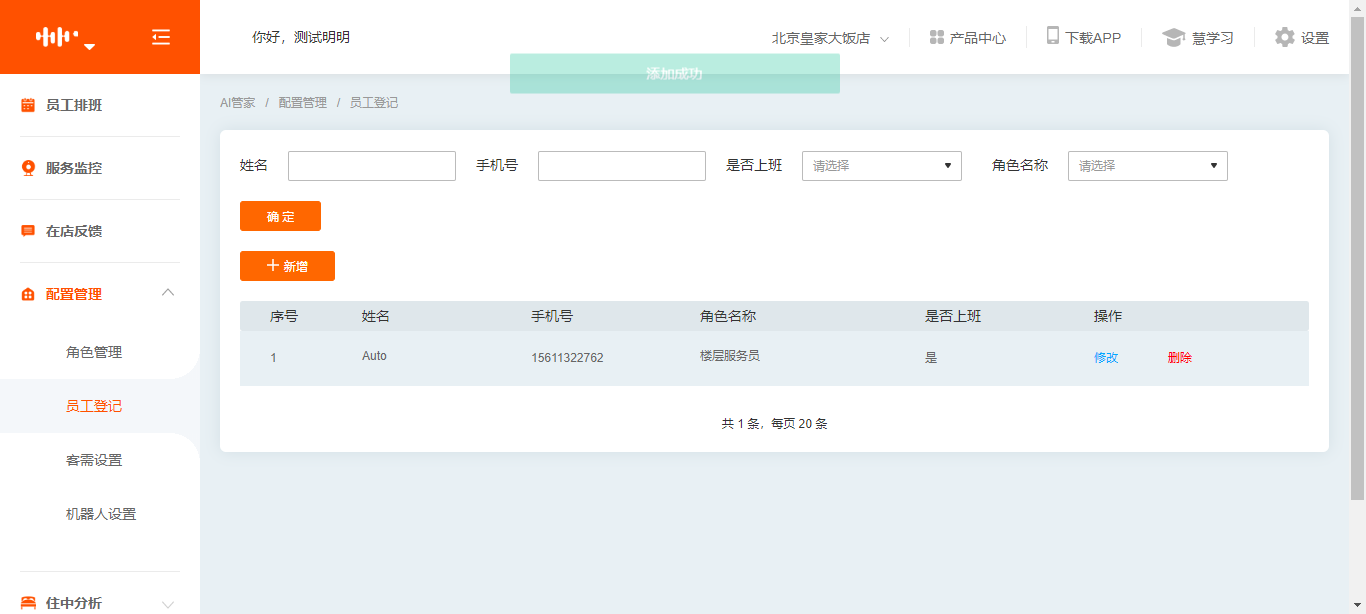 你好，测试明明
北京皇家大饭店
产品中心
下载APP
慧学习
设置
添加成功
AI管家 / 配置管理 / 员工登记
员工排班
服务监控
在店反馈
配置管理
角色管理
员工登记
客需设置
机器人设置
住中分析
姓名
手机号
是否上班 请选择
角色名称 请选择
确定
新增
序号 姓名 手机号 角色名称 是否上班 操作
1 Auto 15611322762 楼层服务员 是 修改 删除
共 1 条，每页 20 条